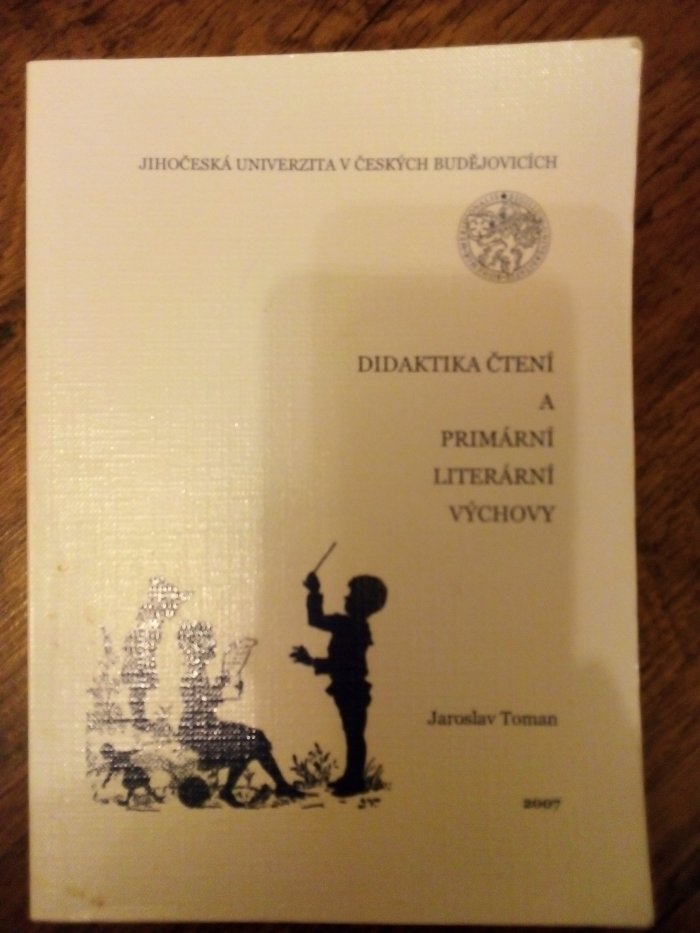 JIHOČESKÁ UNIVERZITA V ČESKÝCH BUDĚJOVICÍCH
DIDAKTIKA ČTENÍ
A
PRIMÁRNÍ
LITERÁRNÍ
VÝCHOVY
Jaroslav Toman
2007